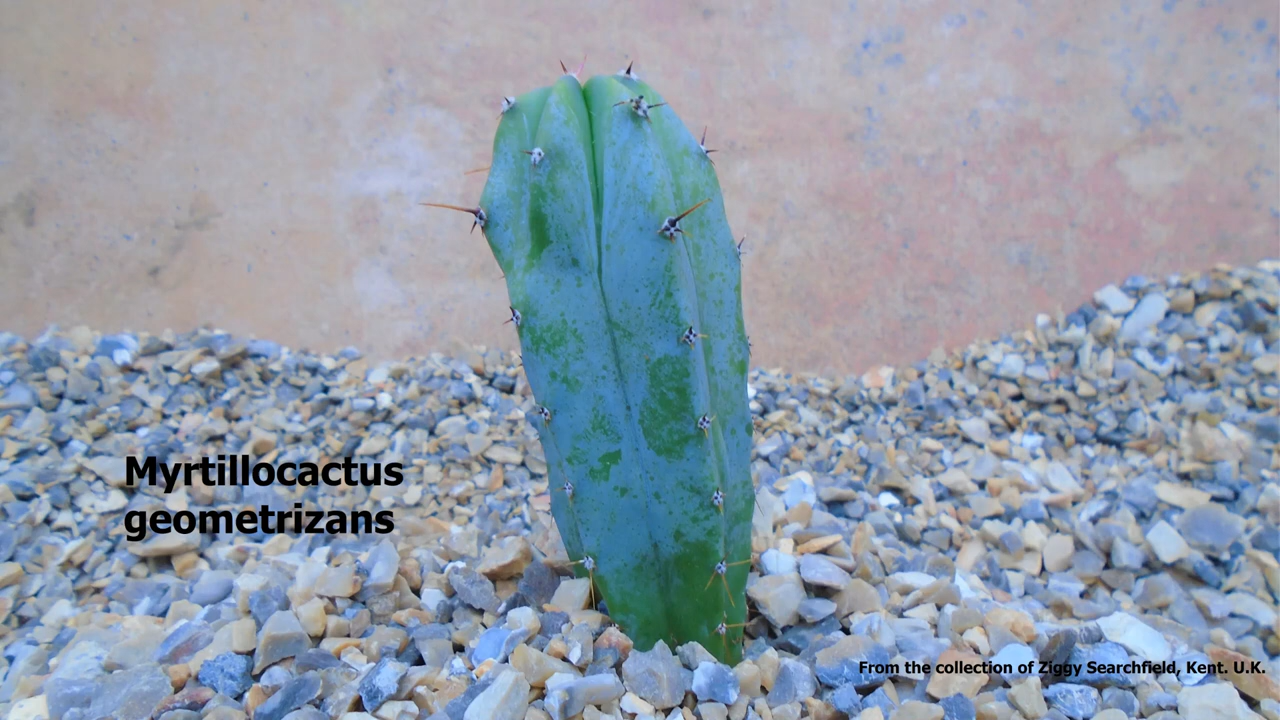 Myrtillocactus
geometrizans
From the collection of Ziggy Searchfield, Kent. U.K.